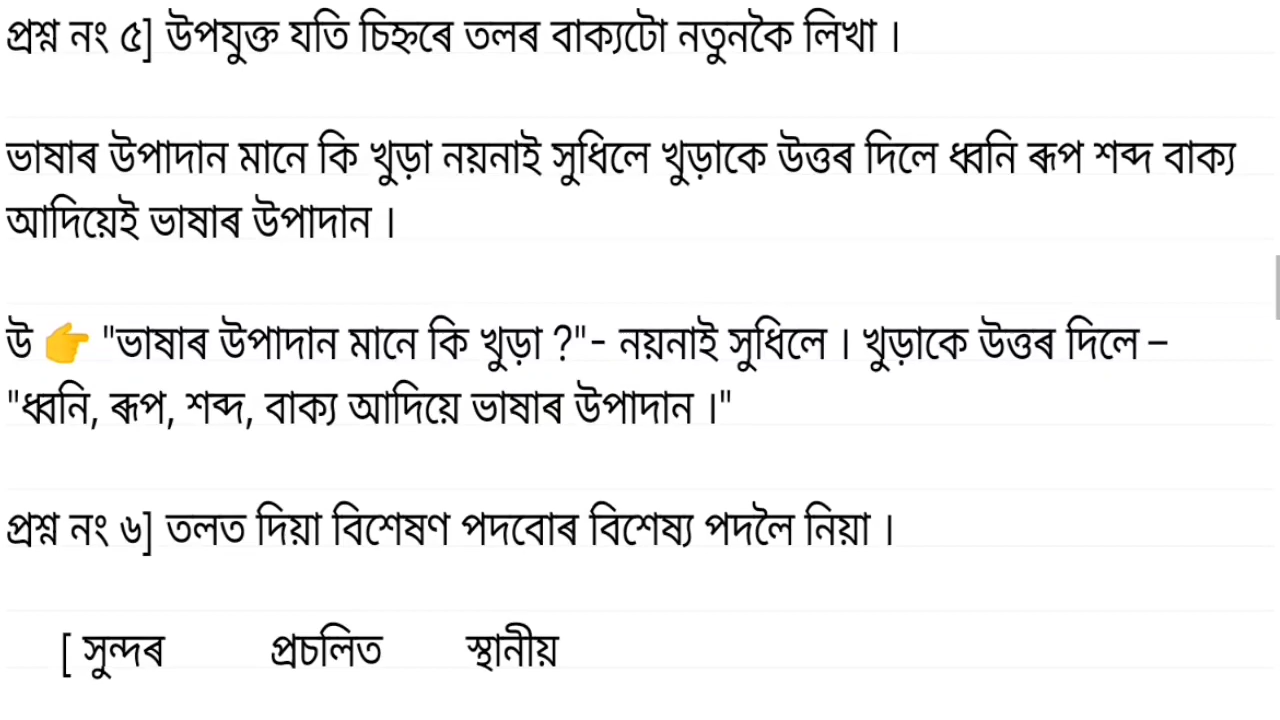 প্ৰশ্ন নং ৫] উপযুক্ত যতি চিহ্নৰে তলৰ বাক্যটো নতুনকৈ লিখা ।
ভাষাৰ উপাদান মানে কি খুড়া নয়নাই সুধিলে খুড়াকে উত্তৰ দিলে ধ্বনি ৰূপ শব্দ বাক্য
আদিয়েই ভাষাৰ উপাদান ।
উ 👉 "ভাষাৰ উপাদান মানে কি খুড়া ?"- নয়নাই সুধিলে । খুড়াকে উত্তৰ দিলে –
"ধ্বনি, ৰূপ, শব্দ, বাক্য আদিয়ে ভাষাৰ উপাদান ।"
প্ৰশ্ন নং ৬] তলত দিয়া বিশেষণ পদবোৰ বিশেষ্য পদলৈ নিয়া ।
[ সুন্দৰ প্ৰচলিত স্থানীয়